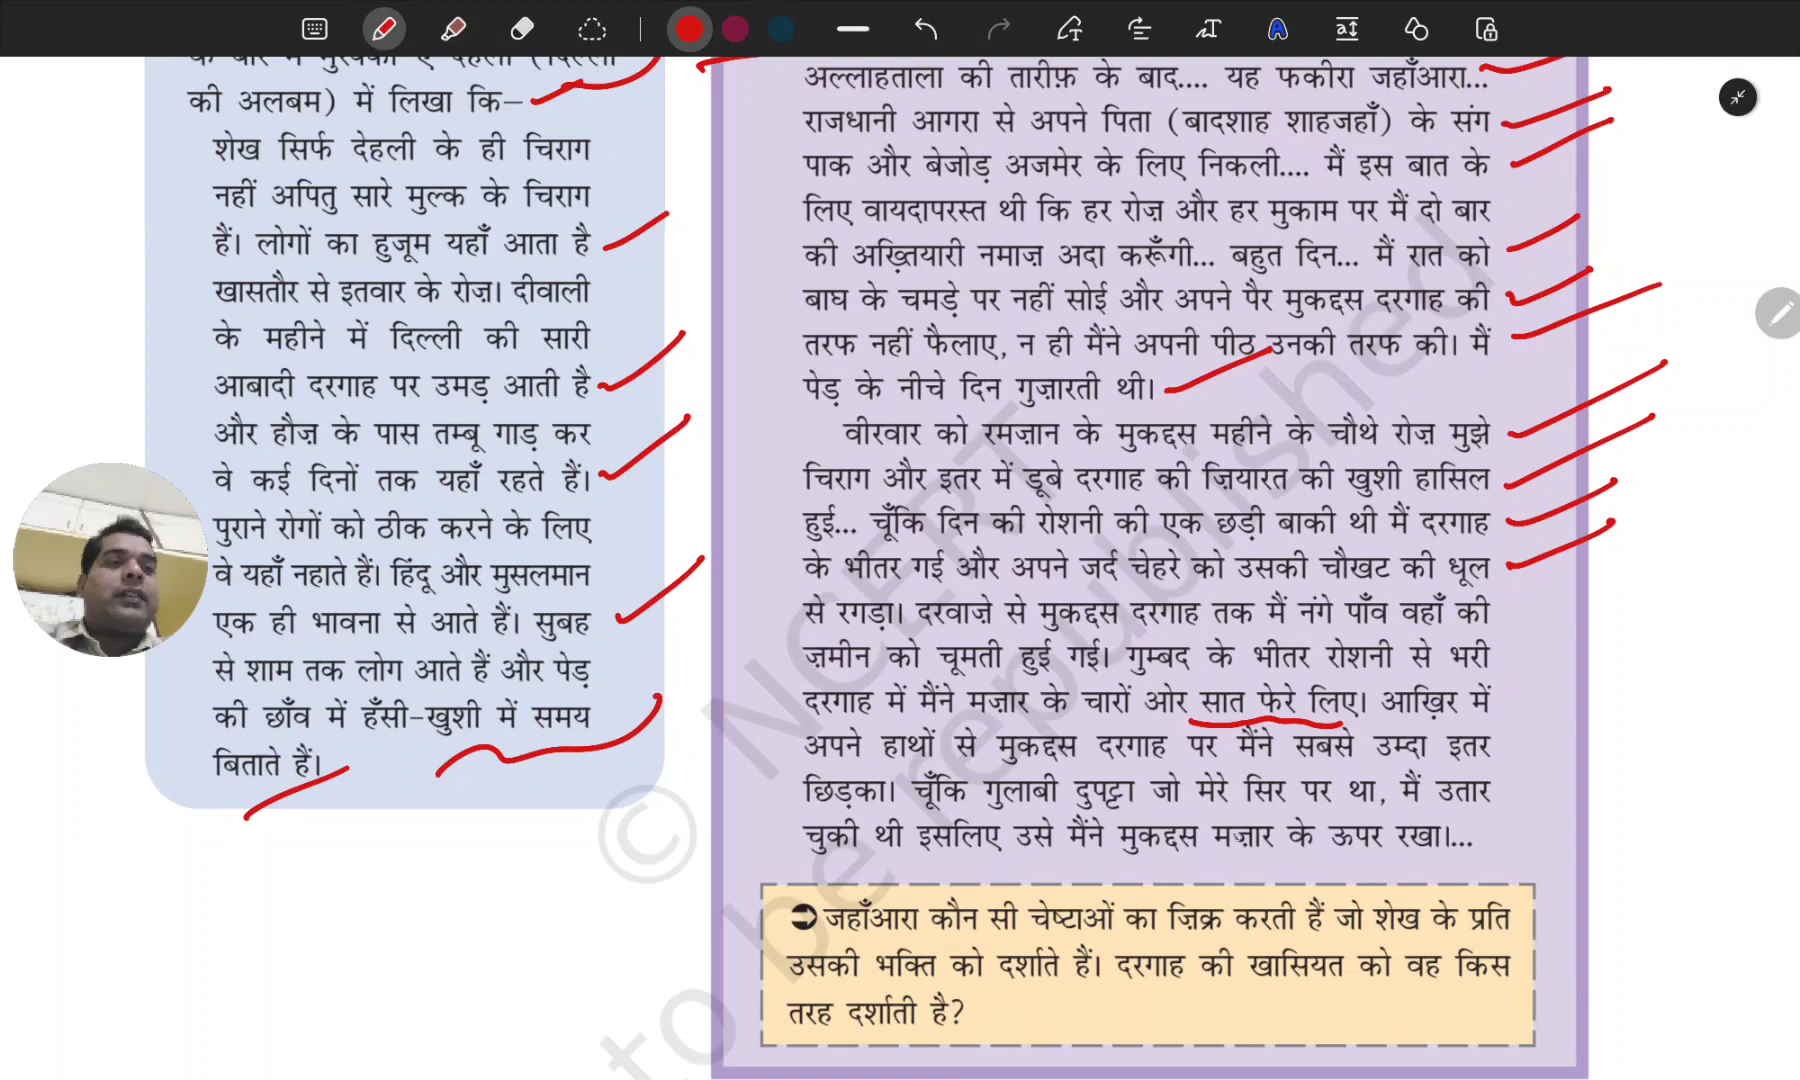 की अलबम) में लिखा कि–
शेख सिर्फ देहली के ही चिराग
नहीं अपितु सारे मुल्क के चिराग
हैं। लोगों का हुजूम यहाँ आता है
खासतौर से इतवार के रोज़। दीवाली
के महीने में दिल्ली की सारी
आबादी दरगाह पर उमड़ आती है
और हौज़ के पास तम्बू गाड़ कर
वे कई दिनों तक यहाँ रहते हैं।
पुराने रोगों को ठीक करने के लिए
वे यहाँ नहाते हैं। हिंदू और मुसलमान
एक ही भावना से आते हैं। सुबह
से शाम तक लोग आते हैं और पेड़
की छाँव में हँसी-खुशी में समय
बिताते हैं।
अल्लाहताला की तारीफ़ के बाद.... यह फकीरा जहाँआरा...
राजधानी आगरा से अपने पिता (बादशाह शाहजहाँ) के संग
पाक और बेजोड़ अजमेर के लिए निकली.... मैं इस बात के
लिए वायदापरस्त थी कि हर रोज़ और हर मुकाम पर मैं दो बार
की अख़्तियारी नमाज़ अदा करूँगी... बहुत दिन... मैं रात को
बाघ के चमड़े पर नहीं सोई और अपने पैर मुकद्दस दरगाह की
तरफ नहीं फैलाए, न ही मैंने अपनी पीठ उनकी तरफ की। मैं
पेड़ के नीचे दिन गुज़ारती थी।
वीरवार को रमज़ान के मुकद्दस महीने के चौथे रोज़ मुझे
चिराग और इतर में डूबे दरगाह की ज़ियारत की खुशी हासिल
हुई... चूँकि दिन की रोशनी की एक छड़ी बाकी थी मैं दरगाह
के भीतर गई और अपने जर्द चेहरे को उसकी चौखट की धूल
से रगड़ा। दरवाज़े से मुकद्दस दरगाह तक मैं नंगे पाँव वहाँ की
ज़मीन को चूमती हुई गई। गुम्बद के भीतर रोशनी से भरी
दरगाह में मैंने मज़ार के चारों ओर सात फेरे लिए। आख़िर में
अपने हाथों से मुकद्दस दरगाह पर मैंने सबसे उम्दा इतर
छिड़का। चूँकि गुलाबी दुपट्टा जो मेरे सिर पर था, मैं उतार
चुकी थी इसलिए उसे मैंने मुकद्दस मज़ार के ऊपर रखा।...
➲ जहाँआरा कौन सी चेष्टाओं का ज़िक्र करती हैं जो शेख के प्रति
उसकी भक्ति को दर्शाते हैं। दरगाह की खासियत को वह किस
तरह दर्शाती है?
© NCERT
to be republished